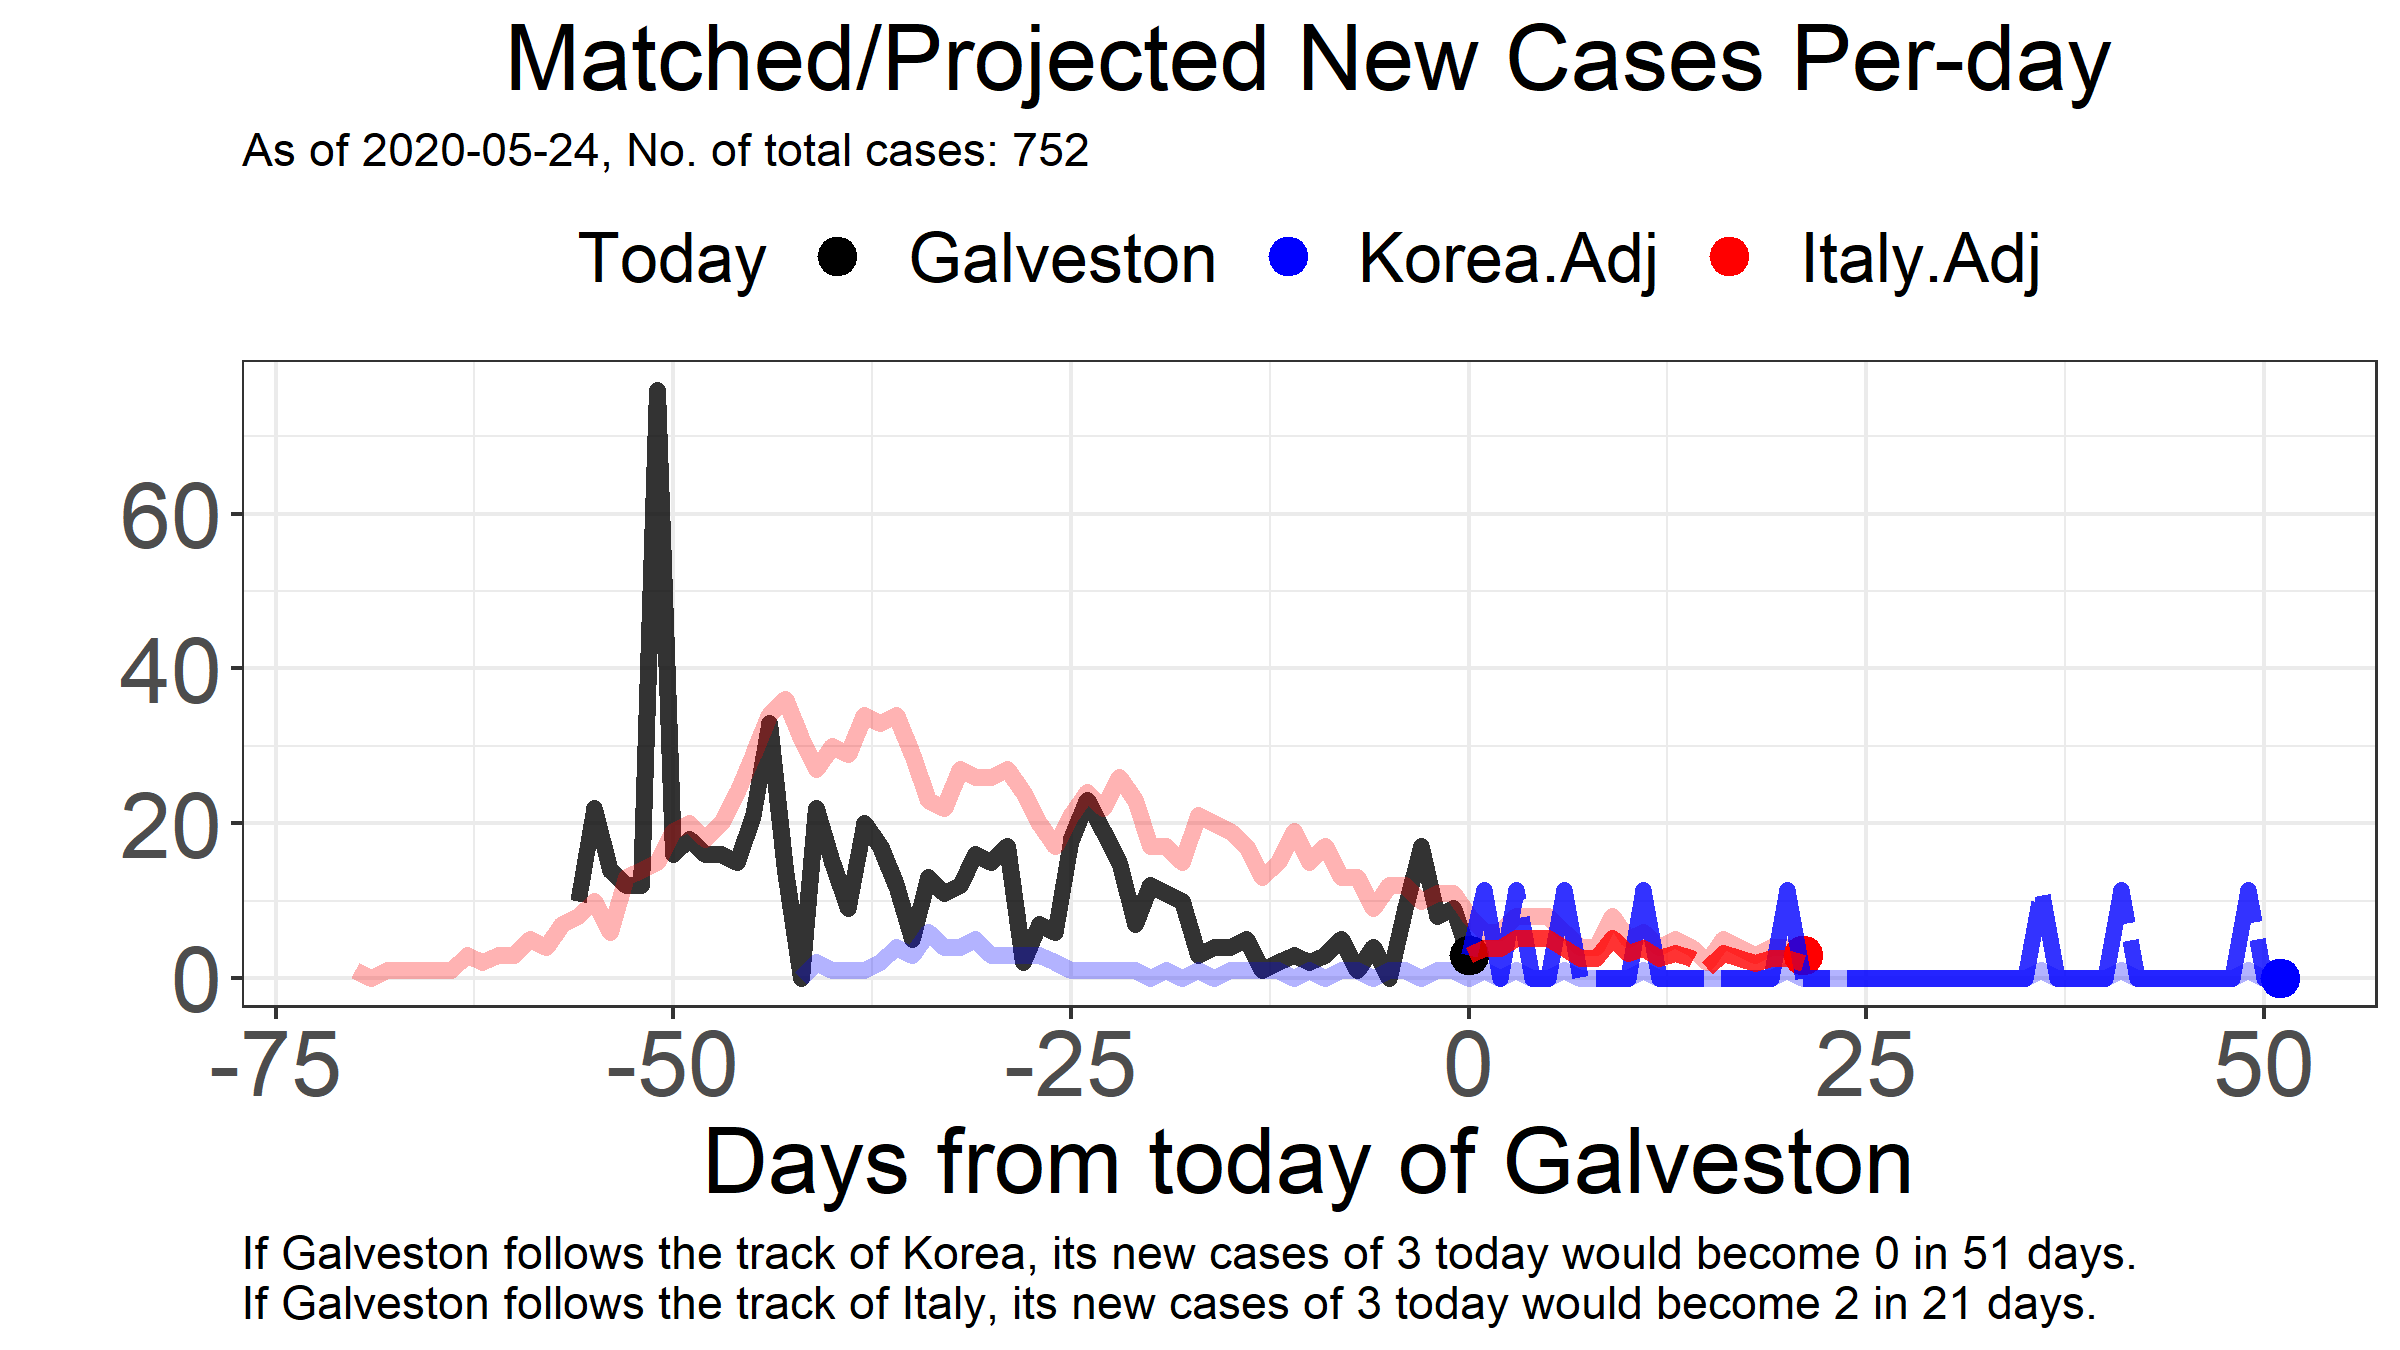 Matched/Projected New Cases Per-day
As of 2020-05-24, No. of total cases: 752
Today Galveston Korea.Adj Italy.Adj
60
40
20
0
-75 -50 -25 0 25 50
Days from today of Galveston
If Galveston follows the track of Korea, its new cases of 3 today would become 0 in 51 days.
If Galveston follows the track of Italy, its new cases of 3 today would become 2 in 21 days.